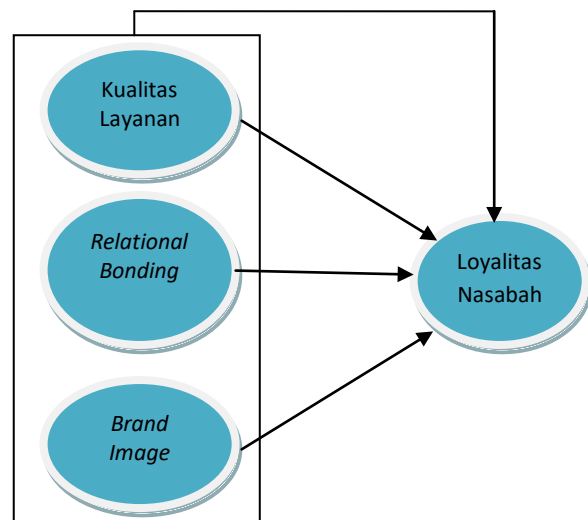 Kualitas
Layanan
Relational
Bonding
Loyalitas
Nasabah
Brand
Image